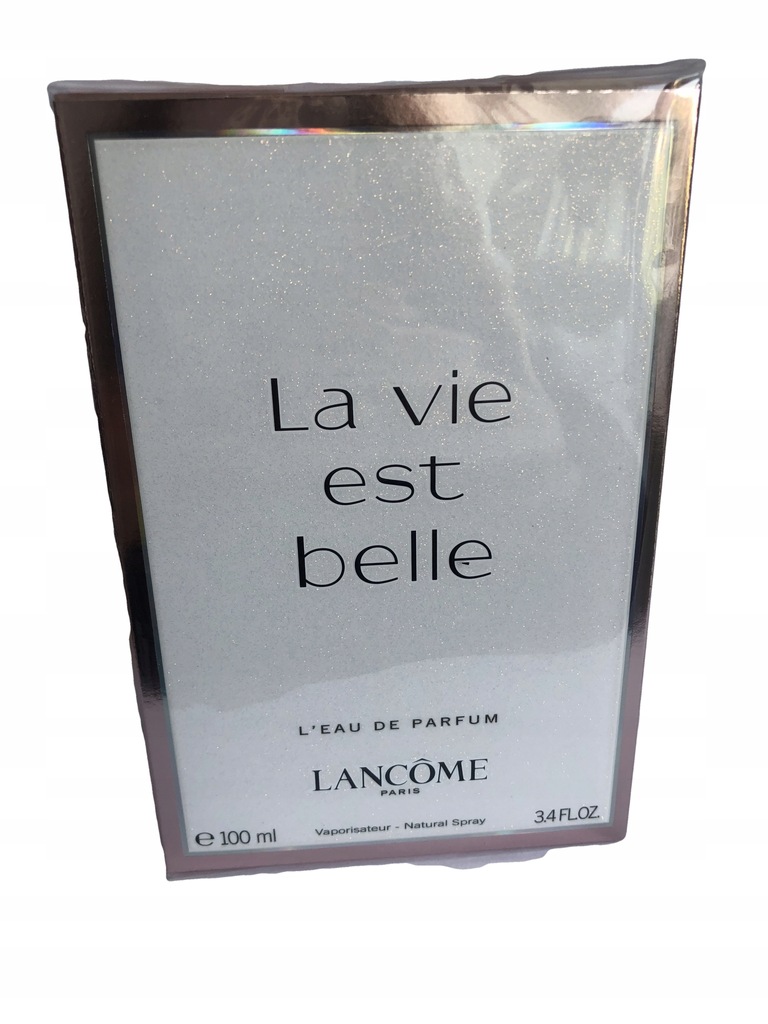 La vie
est
belle
L'EAU DE PARFUM
LANCÔME
PARIS
℮ 100 ml Vaporisateur - Natural Spray 3.4 FL.OZ.